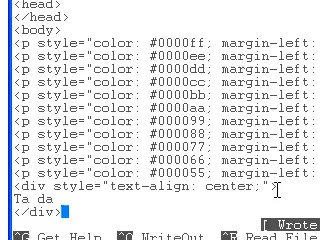 <head>
</head>
<body>
<p style="color: #0000ff; margin-left:
<p style="color: #0000ee; margin-left:
<p style="color: #0000dd; margin-left:
<p style="color: #0000cc; margin-left:
<p style="color: #0000bb; margin-left:
<p style="color: #0000aa; margin-left:
<p style="color: #000099; margin-left:
<p style="color: #000088; margin-left:
<p style="color: #000077; margin-left:
<p style="color: #000066; margin-left:
<p style="color: #000055; margin-left:
<div style="text-align: center;">
Ta da
</div>
[ Wrote
^G Get Help ^O WriteOut ^R Read File